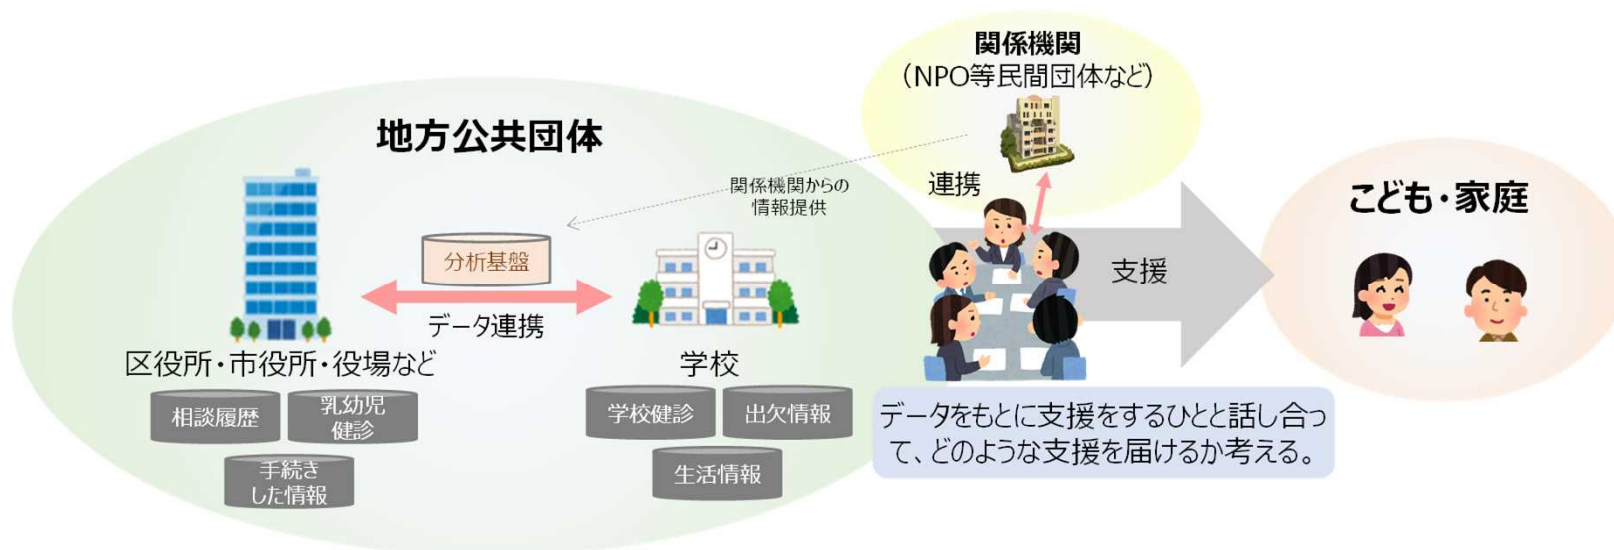 関係機関
（NPO等民間団体など）
地方公共団体
関係機関からの
情報提供
連携
こども・家庭
分析基盤
支援
データ連携
区役所・市役所・役場など
学校
相談履歴
乳幼児
健診
手続き
した情報
学校健診
出欠情報
生活情報
データをもとに支援をするひとと話し合っ
て、どのような支援を届けるか考える。